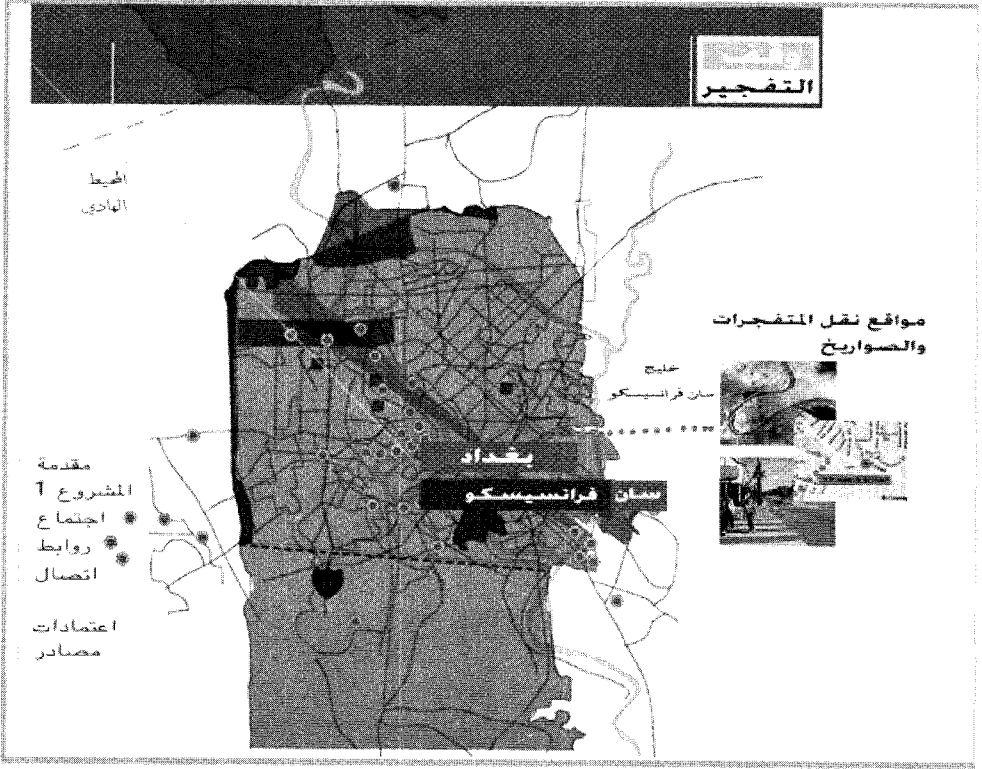 التفجير
المحيط
الهادي
مواقع نقل المتفجرات
والصواريخ
خليج
سان فرانسيسكو
بغداد
سان فرانسيسكو
مقدمة
المشروع 1
اجتماع
روابط
اتصال
اعتمادات
مصادر